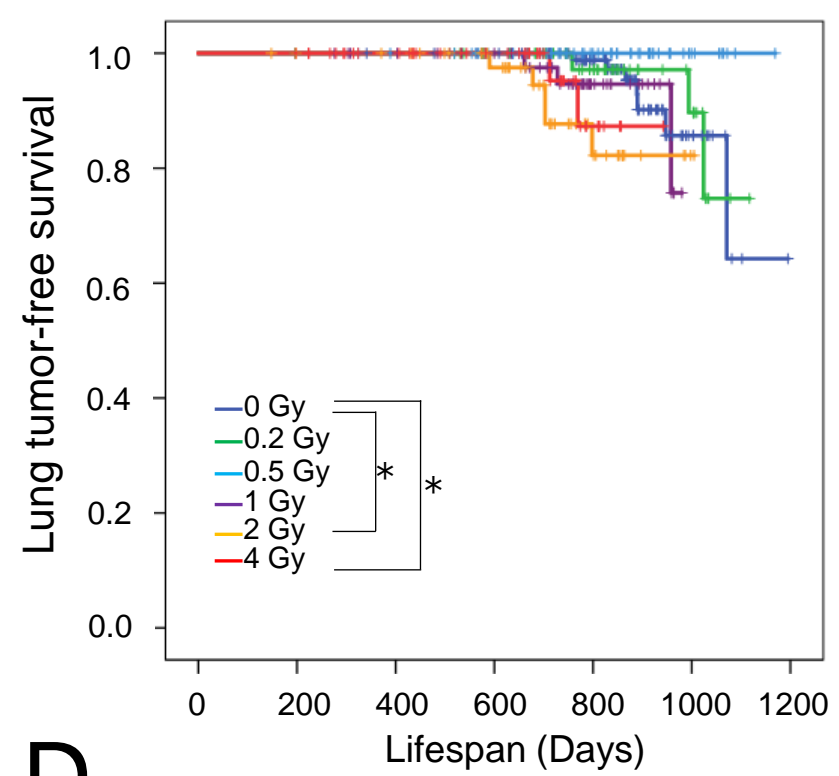 Lung tumor-free survival
1.0
0.8
0.6
0.4
0.2
0.0
0 Gy
0.2 Gy
0.5 Gy
1 Gy
2 Gy
4 Gy
*
*
0 200 400 600 800 1000 1200
Lifespan (Days)
D